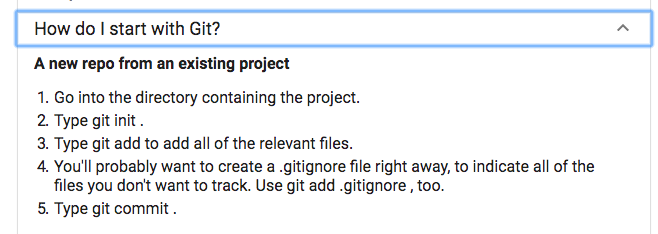 How do I start with Git?
A new repo from an existing project
1. Go into the directory containing the project.
2. Type git init .
3. Type git add to add all of the relevant files.
4. You'll probably want to create a .gitignore file right away, to indicate all of the
files you don't want to track. Use git add .gitignore , too.
5. Type git commit .